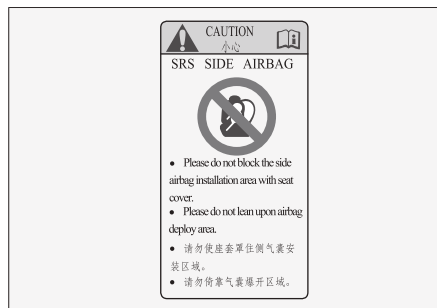 CAUTION
小心
SRS SIDE AIRBAG
• Please do not block the side
airbag installation area with seat
cover.
• Please do not lean upon airbag
deploy area.
• 请勿使座套罩住侧气囊安
装区域。
• 请勿倚靠气囊爆开区域。